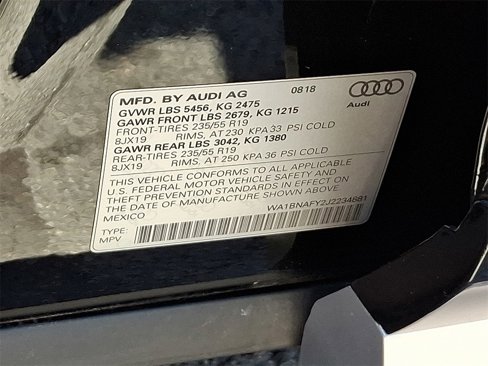 MFD. BY AUDI AG 08/18
GVWR LBS 5456, KG 2475
GAWR FRONT LBS 2679, KG 1215
FRONT-TIRES 235/55 R19
8JX19 RIMS, AT 230 KPA 33 PSI COLD
GAWR REAR LBS 3042, KG 1380
REAR-TIRES 235/55 R19
8JX19 RIMS, AT 250 KPA 36 PSI COLD
Audi
THIS VEHICLE CONFORMS TO ALL APPLICABLE
U.S. FEDERAL MOTOR VEHICLE SAFETY AND
THEFT PREVENTION STANDARDS IN EFFECT ON
THE DATE OF MANUFACTURE SHOWN ABOVE.
MEXICO
WA1BNAFY2J2234681
TYPE:
MPV